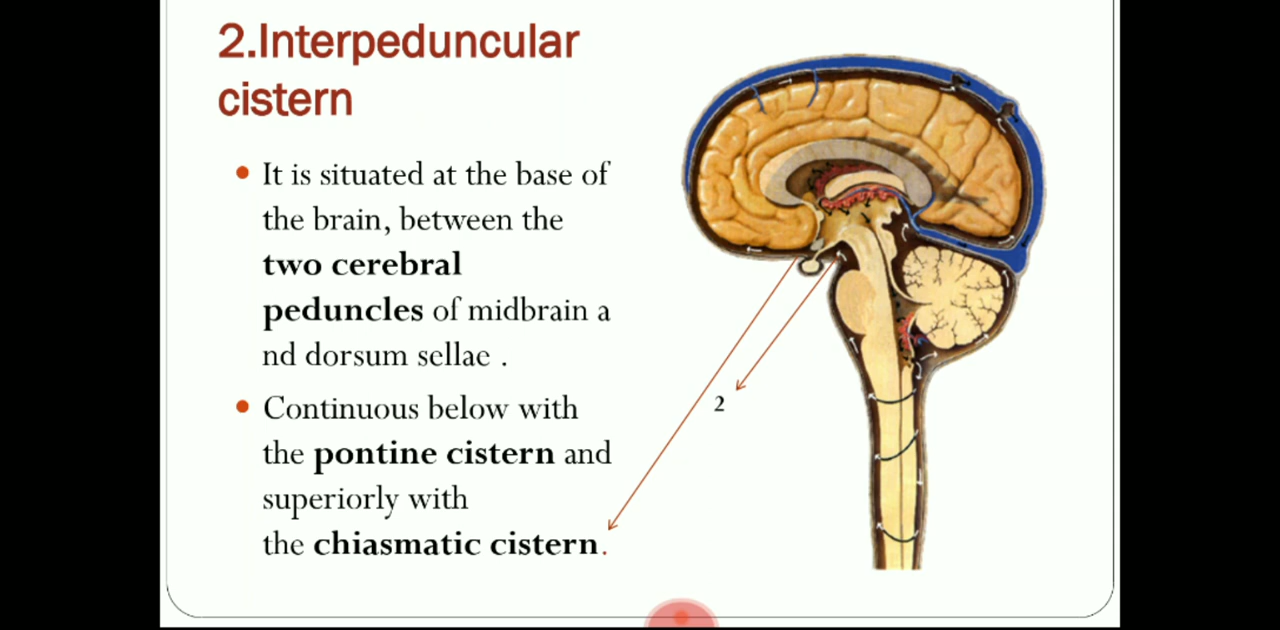 2.Interpeduncular
cistern
• It is situated at the base of
the brain, between the
two cerebral
peduncles of midbrain a
nd dorsum sellae .
• Continuous below with
the pontine cistern and
superiorly with
the chiasmatic cistern.
2